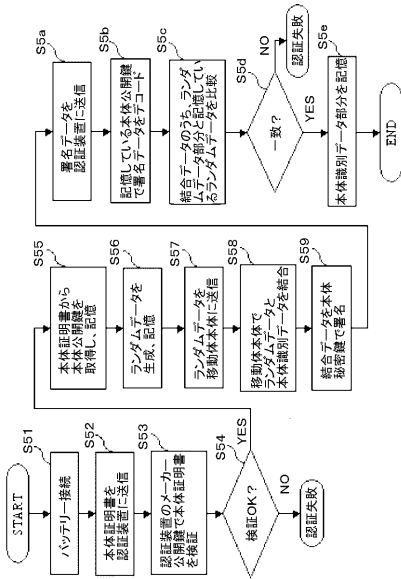 START
S51
バッテリー接続
S52
本体証明書を
認証装置に送信
S53
認証装置のメーカー
公開鍵で本体証明書
を検証
S54
検証OK?
YES
NO
認証失敗
S55
本体証明書から
本体公開鍵を
取得し、記憶
S56
ランダムデータを
生成、記憶
S57
ランダムデータを
移動体本体に送信
S58
移動体本体で
ランダムデータと
本体識別データを結合
S59
結合データを本体
秘密鍵で署名
S5a
署名データを
認証装置に送信
S5b
記憶している本体公開鍵
で署名データをデコード
S5c
結合データのうち、ランダ
ムデータ部分と記憶してい
るランダムデータを比較
S5d
一致?
NO
認証失敗
YES
S5e
本体識別データ部分を記憶
END